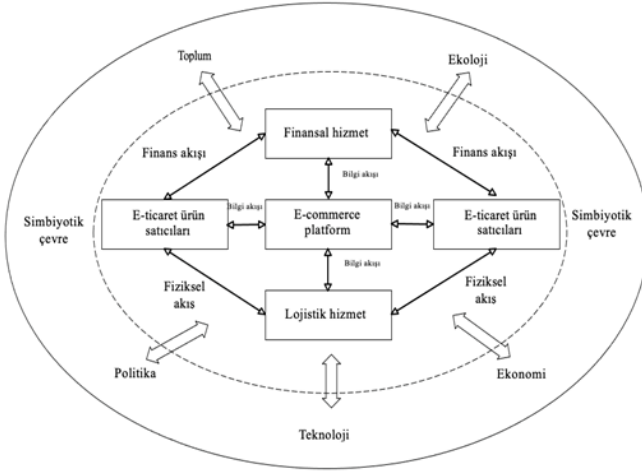 Toplum
Ekoloji
Finansal hizmet
Finans akışı
Finans akışı
Bilgi akışı
Simbiyotik
çevre
E-ticaret ürün
satıcıları
Bilgi akışı
E-commerce
platform
Bilgi akışı
E-ticaret ürün
satıcıları
Simbiyotik
çevre
Bilgi akışı
Fiziksel
akış
Fiziksel
akış
Lojistik hizmet
Politika
Ekonomi
Teknoloji